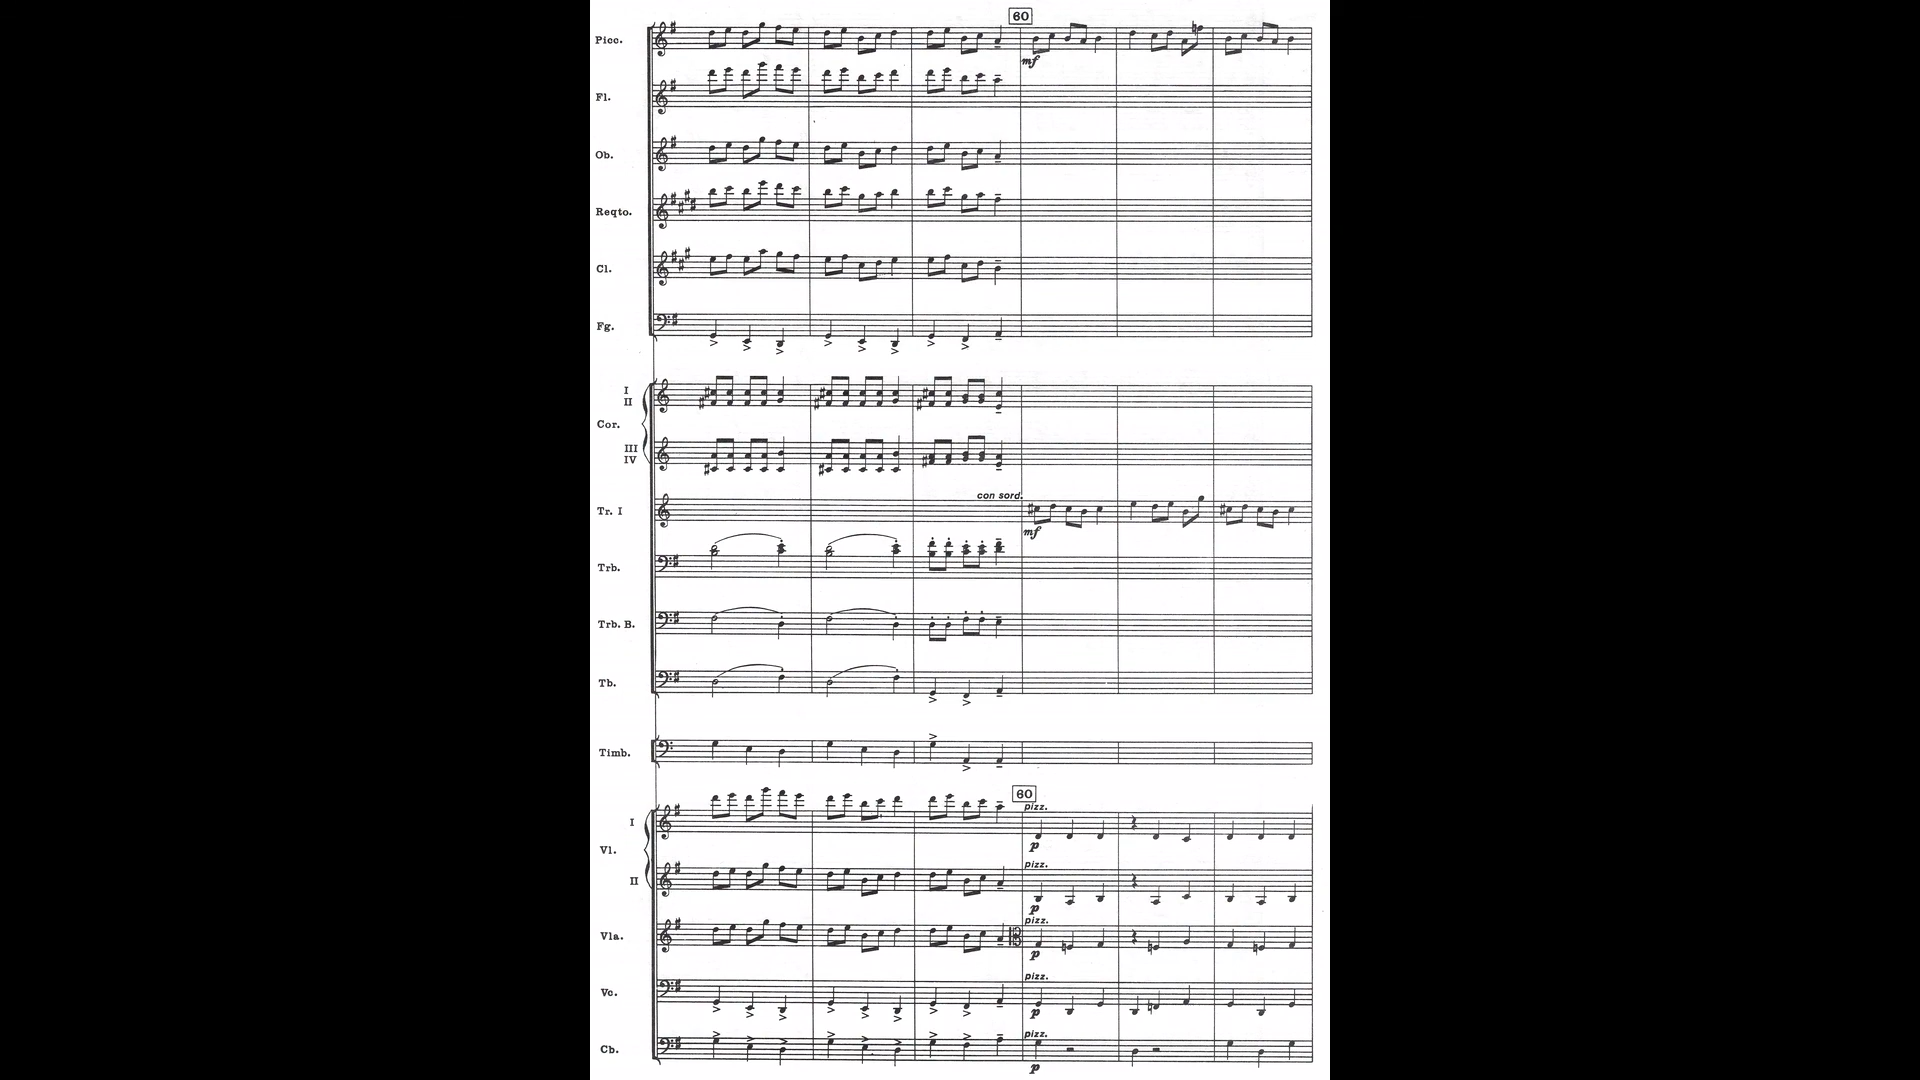 60
Picc.
mf
Fl.
Ob.
Reqto.
Cl.
Fg.
I
II
Cor.
III
IV
con sord.
Tr. I
mf
Trb.
Trb. B.
Tb.
Timb.
60
pizz.
I
p
Vl.
pizz.
II
p
pizz.
Vla.
p
pizz.
Vc.
p
pizz.
Cb.
p